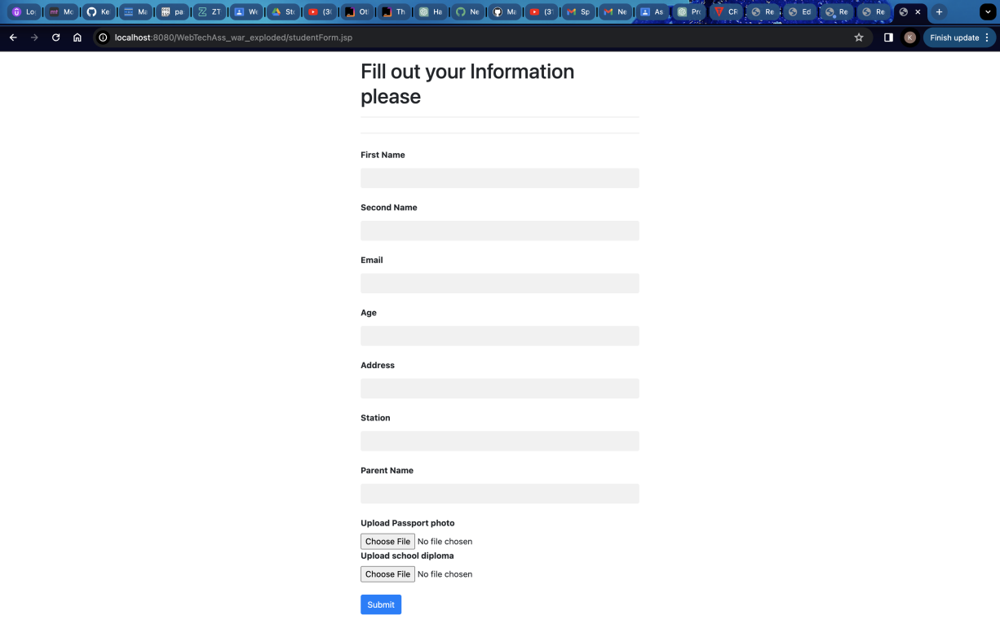 Lo
Mc
Ke
Ma
pa
ZT
We
Ste
(3(
Ot
Th
Ha
Ne
Ma
(3
Sp
Ne
As
Pro
CR
Re
Ed
Re
Re
localhost:8080/WebTechAss_war_exploded/studentForm.jsp
K
Finish update
Fill out your Information
please
First Name
Second Name
Email
Age
Address
Station
Parent Name
Upload Passport photo
Choose File No file chosen
Upload school diploma
Choose File No file chosen
Submit